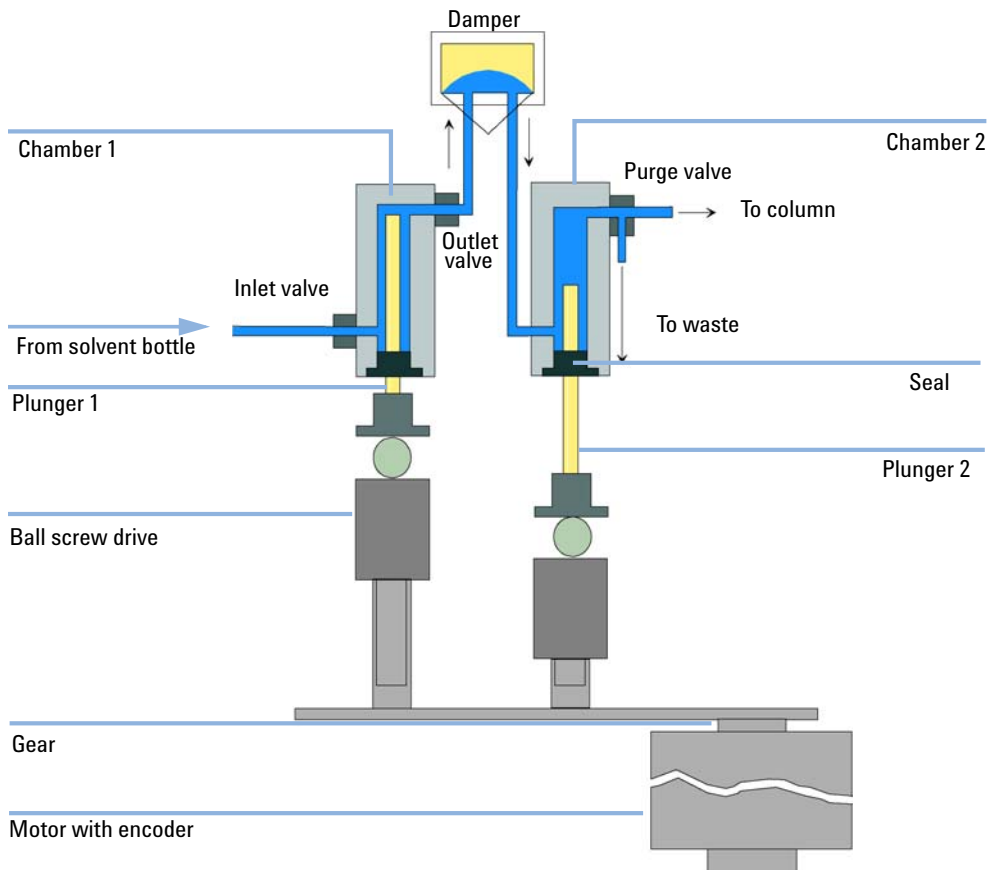 Damper
Chamber 1
Chamber 2
Purge valve
To column
Outlet
valve
Inlet valve
To waste
From solvent bottle
Seal
Plunger 1
Plunger 2
Ball screw drive
Gear
Motor with encoder